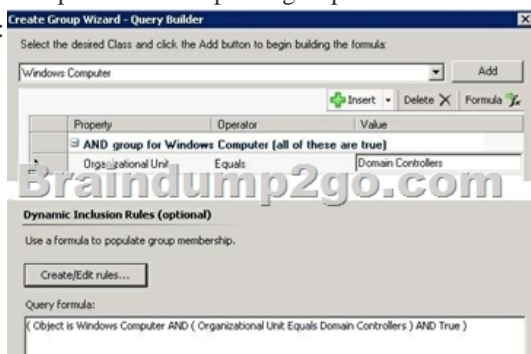 Create Group Wizard - Query Builder
:
Select the desired Class and click the Add button to begin building the formula:
Windows Computer
Add
Insert
Delete
Formula
Property Operator Value
AND group for Windows Computer (all of these are true)
Organizational Unit Equals Domain Controllers
Braindump2go.com
Dynamic Inclusion Rules (optional)
Use a formula to populate group membership.
Create/Edit rules...
Query formula:
( Object is Windows Computer AND ( Organizational Unit Equals Domain Controllers ) AND True )